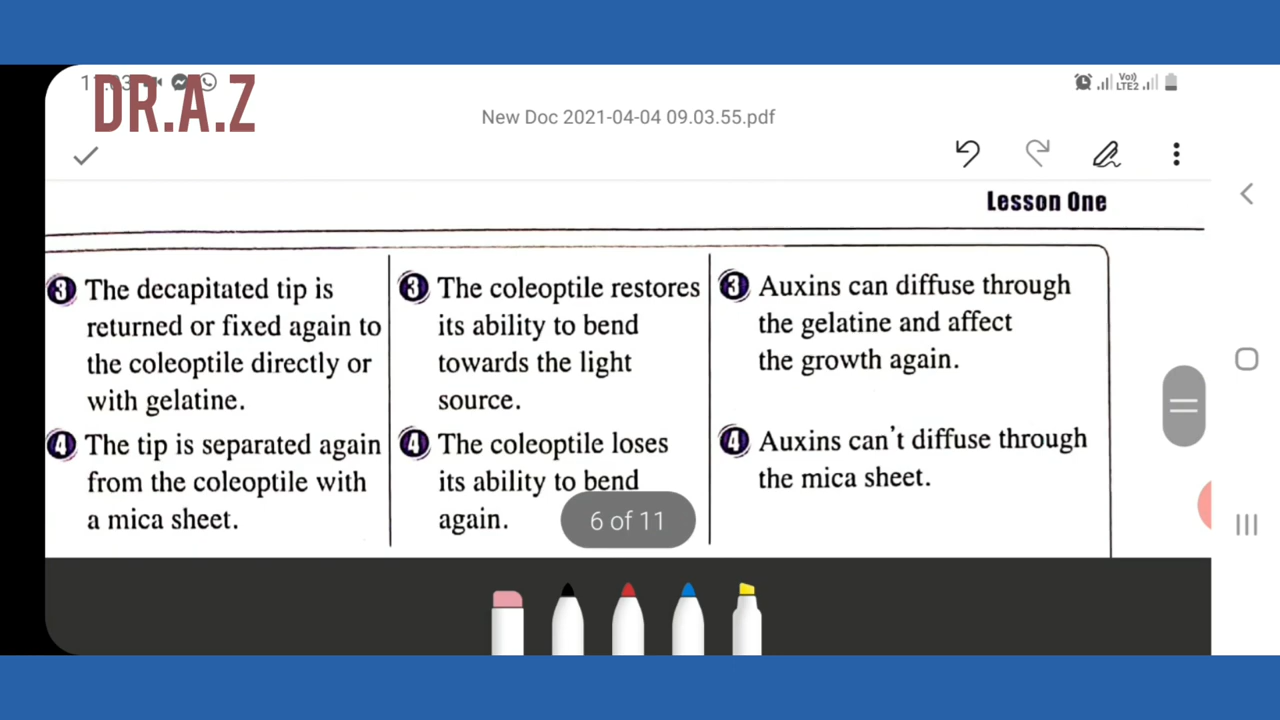 DR.A.Z
VoJ)
LTE2
New Doc 2021-04-04 09.03.55.pdf
Lesson One
3 The decapitated tip is
returned or fixed again to
the coleoptile directly or
with gelatine.
4 The tip is separated again
from the coleoptile with
a mica sheet.
3 The coleoptile restores
its ability to bend
towards the light
source.
4 The coleoptile loses
its ability to bend
again.
3 Auxins can diffuse through
the gelatine and affect
the growth again.
4 Auxins can't diffuse through
the mica sheet.
6 of 11